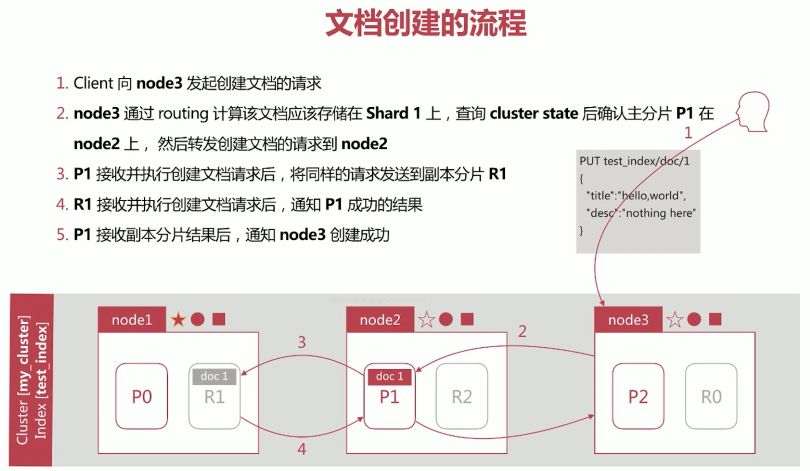 文档创建的流程
1. Client 向 node3 发起创建文档的请求
2. node3 通过 routing 计算该文档应该存储在 Shard 1 上，查询 cluster state 后确认主分片 P1 在
node2 上， 然后转发创建文档的请求到 node2
3. P1 接收并执行创建文档请求后，将同样的请求发送到副本分片 R1
4. R1 接收并执行创建文档请求后，通知 P1 成功的结果
5. P1 接收副本分片结果后，通知 node3 创建成功
1
PUT test_index/doc/1
{
"title":"hello,world",
"desc":"nothing here"
}
Cluster [my_cluster]
Index [test_index]
node1
node2
node3
3
2
doc 1
doc 1
P0
R1
P1
R2
P2
R0
4